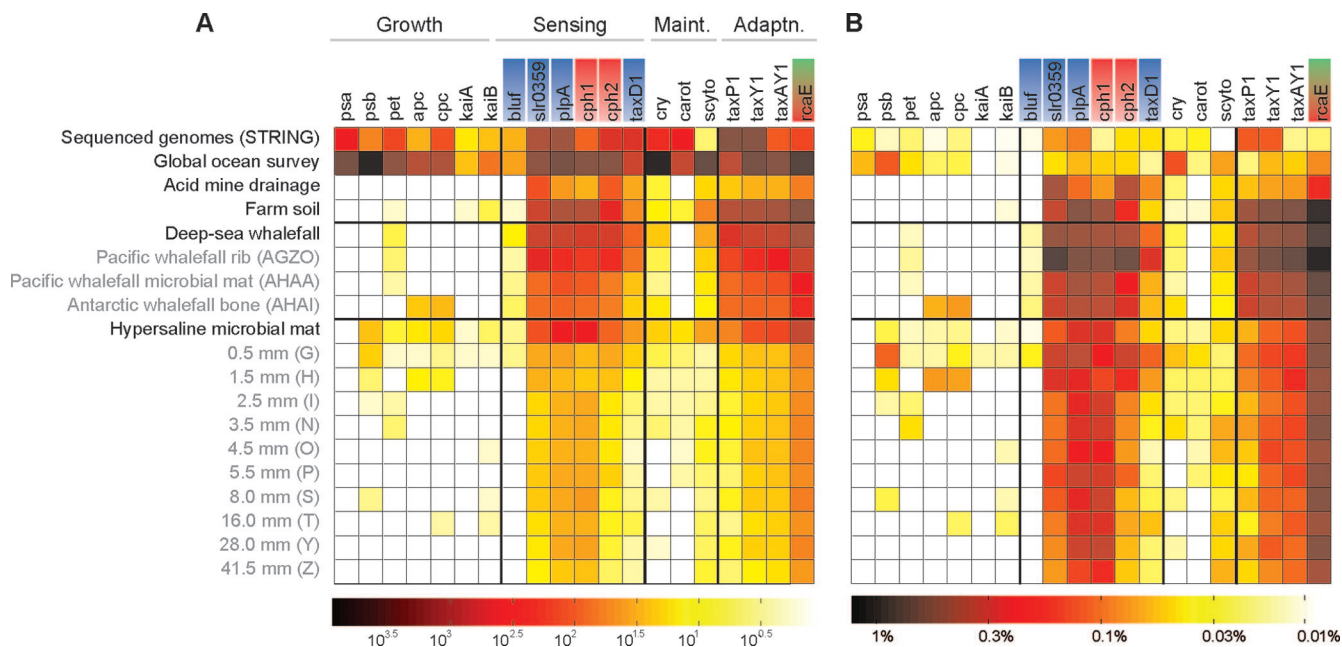 A
Growth Sensing Maint. Adaptn.
psa psb pet apc cpc kaiA kaiB bluf slr0359 plpA cph1 cph2 taxD1 cry carot scyto taxP1 taxY1 taxAY1 rcaE
B
psa psb pet apc cpc kaiA kaiB bluf slr0359 plpA cph1 cph2 taxD1 cry carot scyto taxP1 taxY1 taxAY1 rcaE
Sequenced genomes (STRING)
Global ocean survey
Acid mine drainage
Farm soil
Deep-sea whalefall
Pacific whalefall rib (AGZO)
Pacific whalefall microbial mat (AHAA)
Antarctic whalefall bone (AHAI)
Hypersaline microbial mat
0.5 mm (G)
1.5 mm (H)
2.5 mm (I)
3.5 mm (N)
4.5 mm (O)
5.5 mm (P)
8.0 mm (S)
16.0 mm (T)
28.0 mm (Y)
41.5 mm (Z)
10^3.5 10^3 10^2.5 10^2 10^1.5 10^1 10^0.5
1% 0.3% 0.1% 0.03% 0.01%